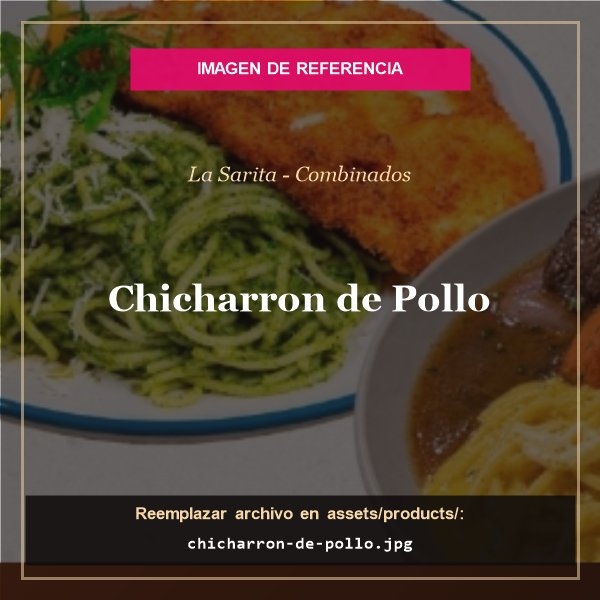 IMAGEN DE REFERENCIA
La Sarita - Combinados
Chicharron de Pollo
Reemplazar archivo en assets/products/:
chicharron-de-pollo.jpg